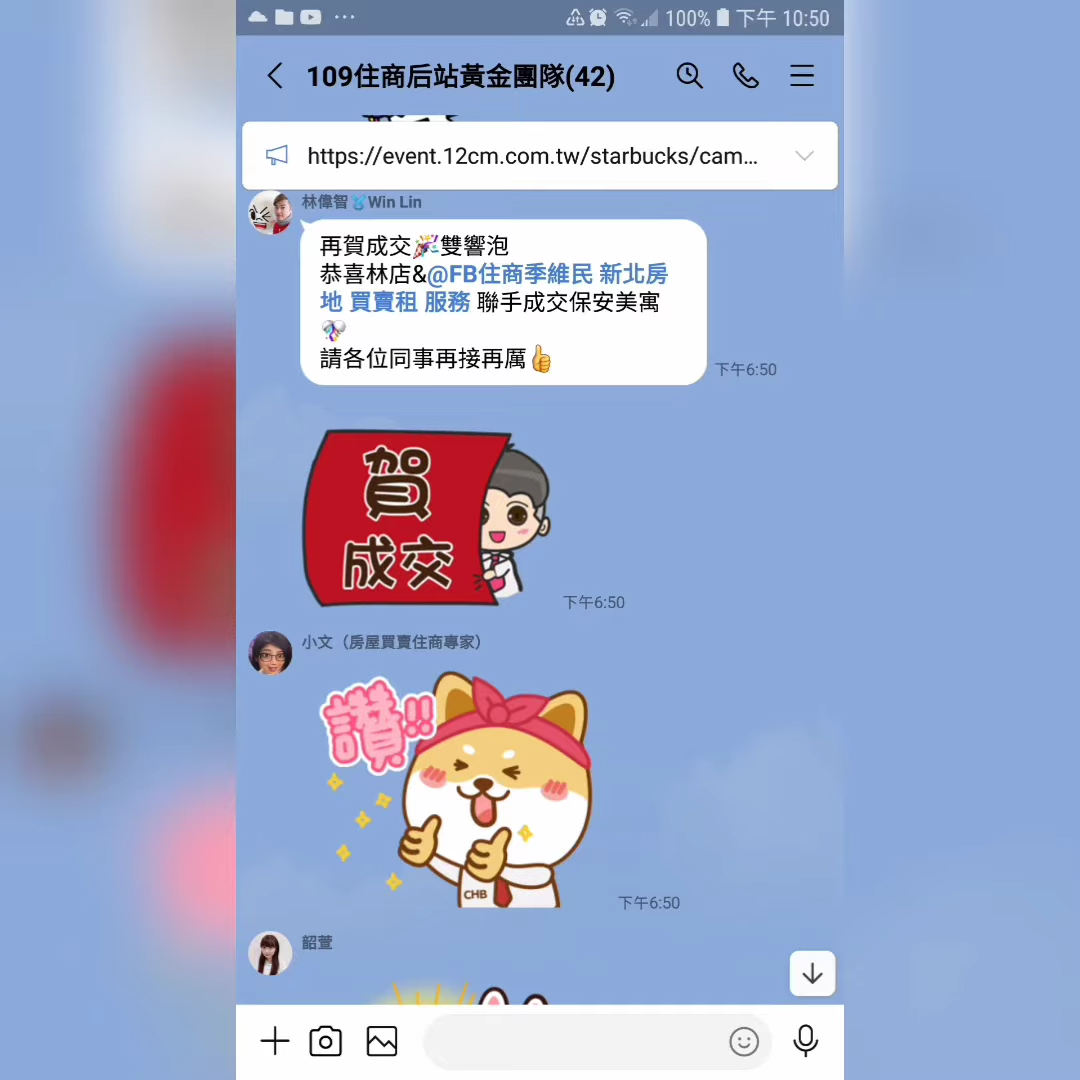 100% 下午 10:50
109住商后站黃金團隊(42)
https://event.12cm.com.tw/starbucks/cam...
林偉智🏅Win Lin
再賀成交🎉雙響泡
恭喜林店&@FB住商季維民 新北房
地 買賣租 服務 聯手成交保安美寓
🎊
請各位同事再接再厲👍
下午6:50
賀
成交
下午6:50
小文（房屋買賣住商專家）
讚!!
CHB
下午6:50
韶萱